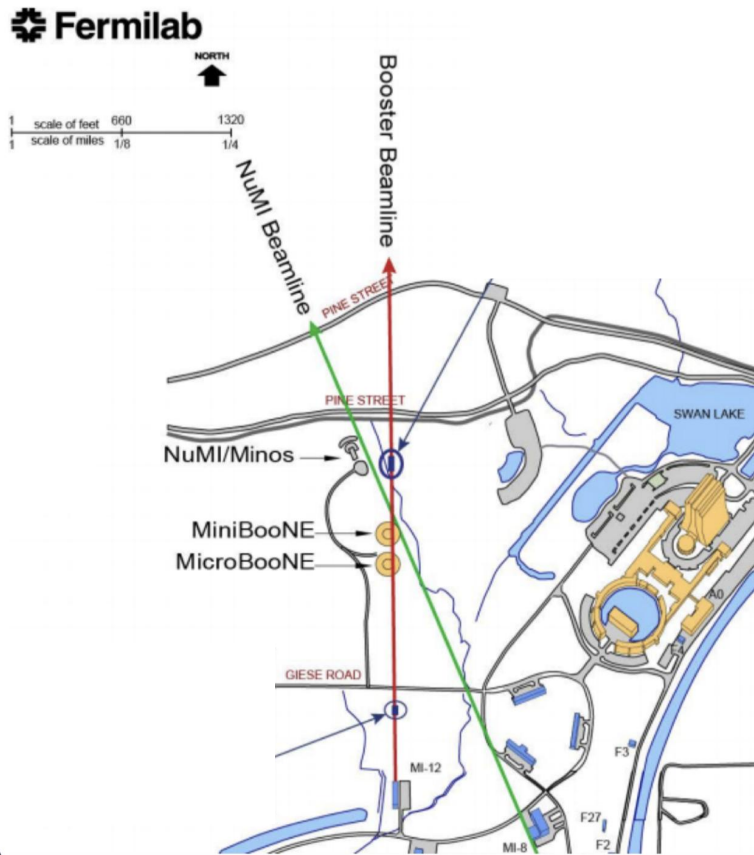 Fermilab
NORTH
1 660 1320
scale of feet
scale of miles
1 1/8 1/4
NuMI Beamline
Booster Beamline
PINE STREET
PINE STREET
SWAN LAKE
NuMI/Minos
MiniBooNE
MicroBooNE
A0
GIESE ROAD
F3
MI-12
F27
MI-8
F2